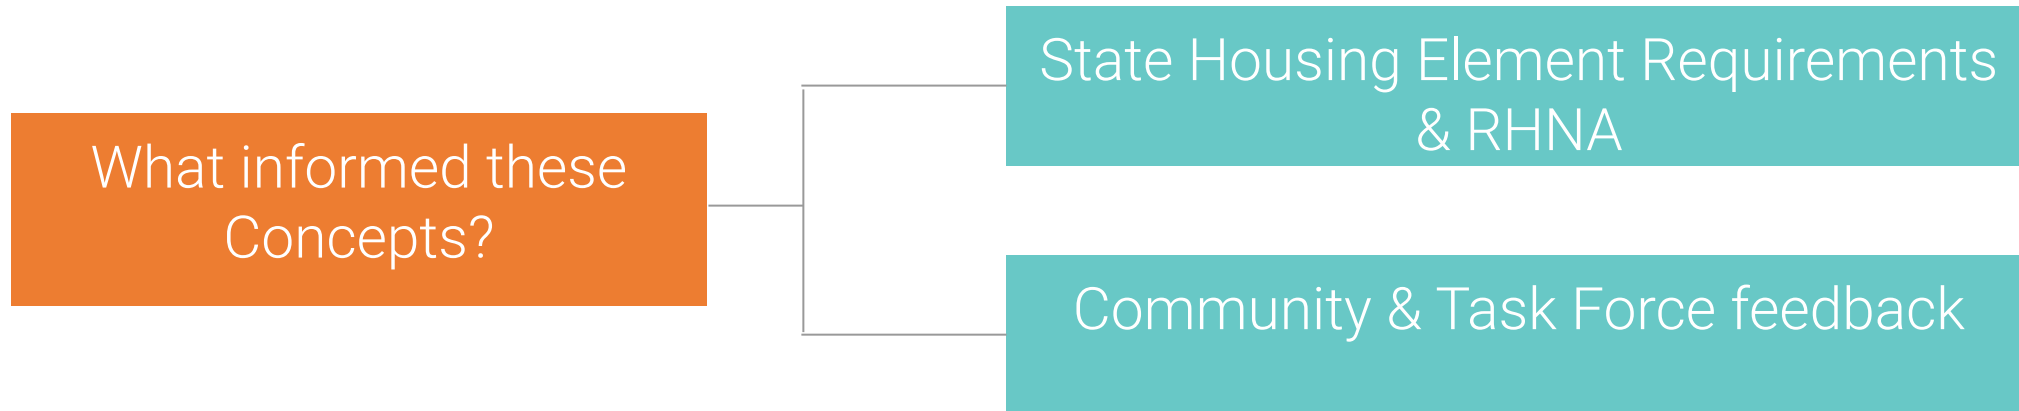 What informed these
Concepts?
State Housing Element Requirements
& RHNA
Community & Task Force feedback